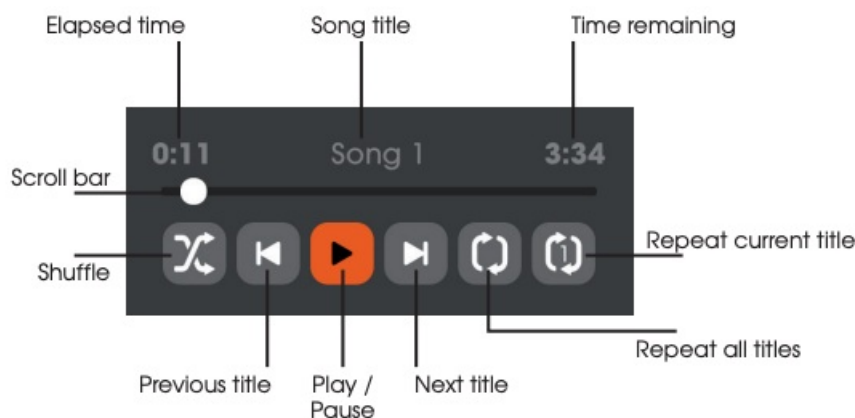 Elapsed time
Song title
Time remaining
0:11
Song 1
3:34
Scroll bar
Shuffle
1
Repeat current title
Repeat all titles
Previous title
Play /
Pause
Next title